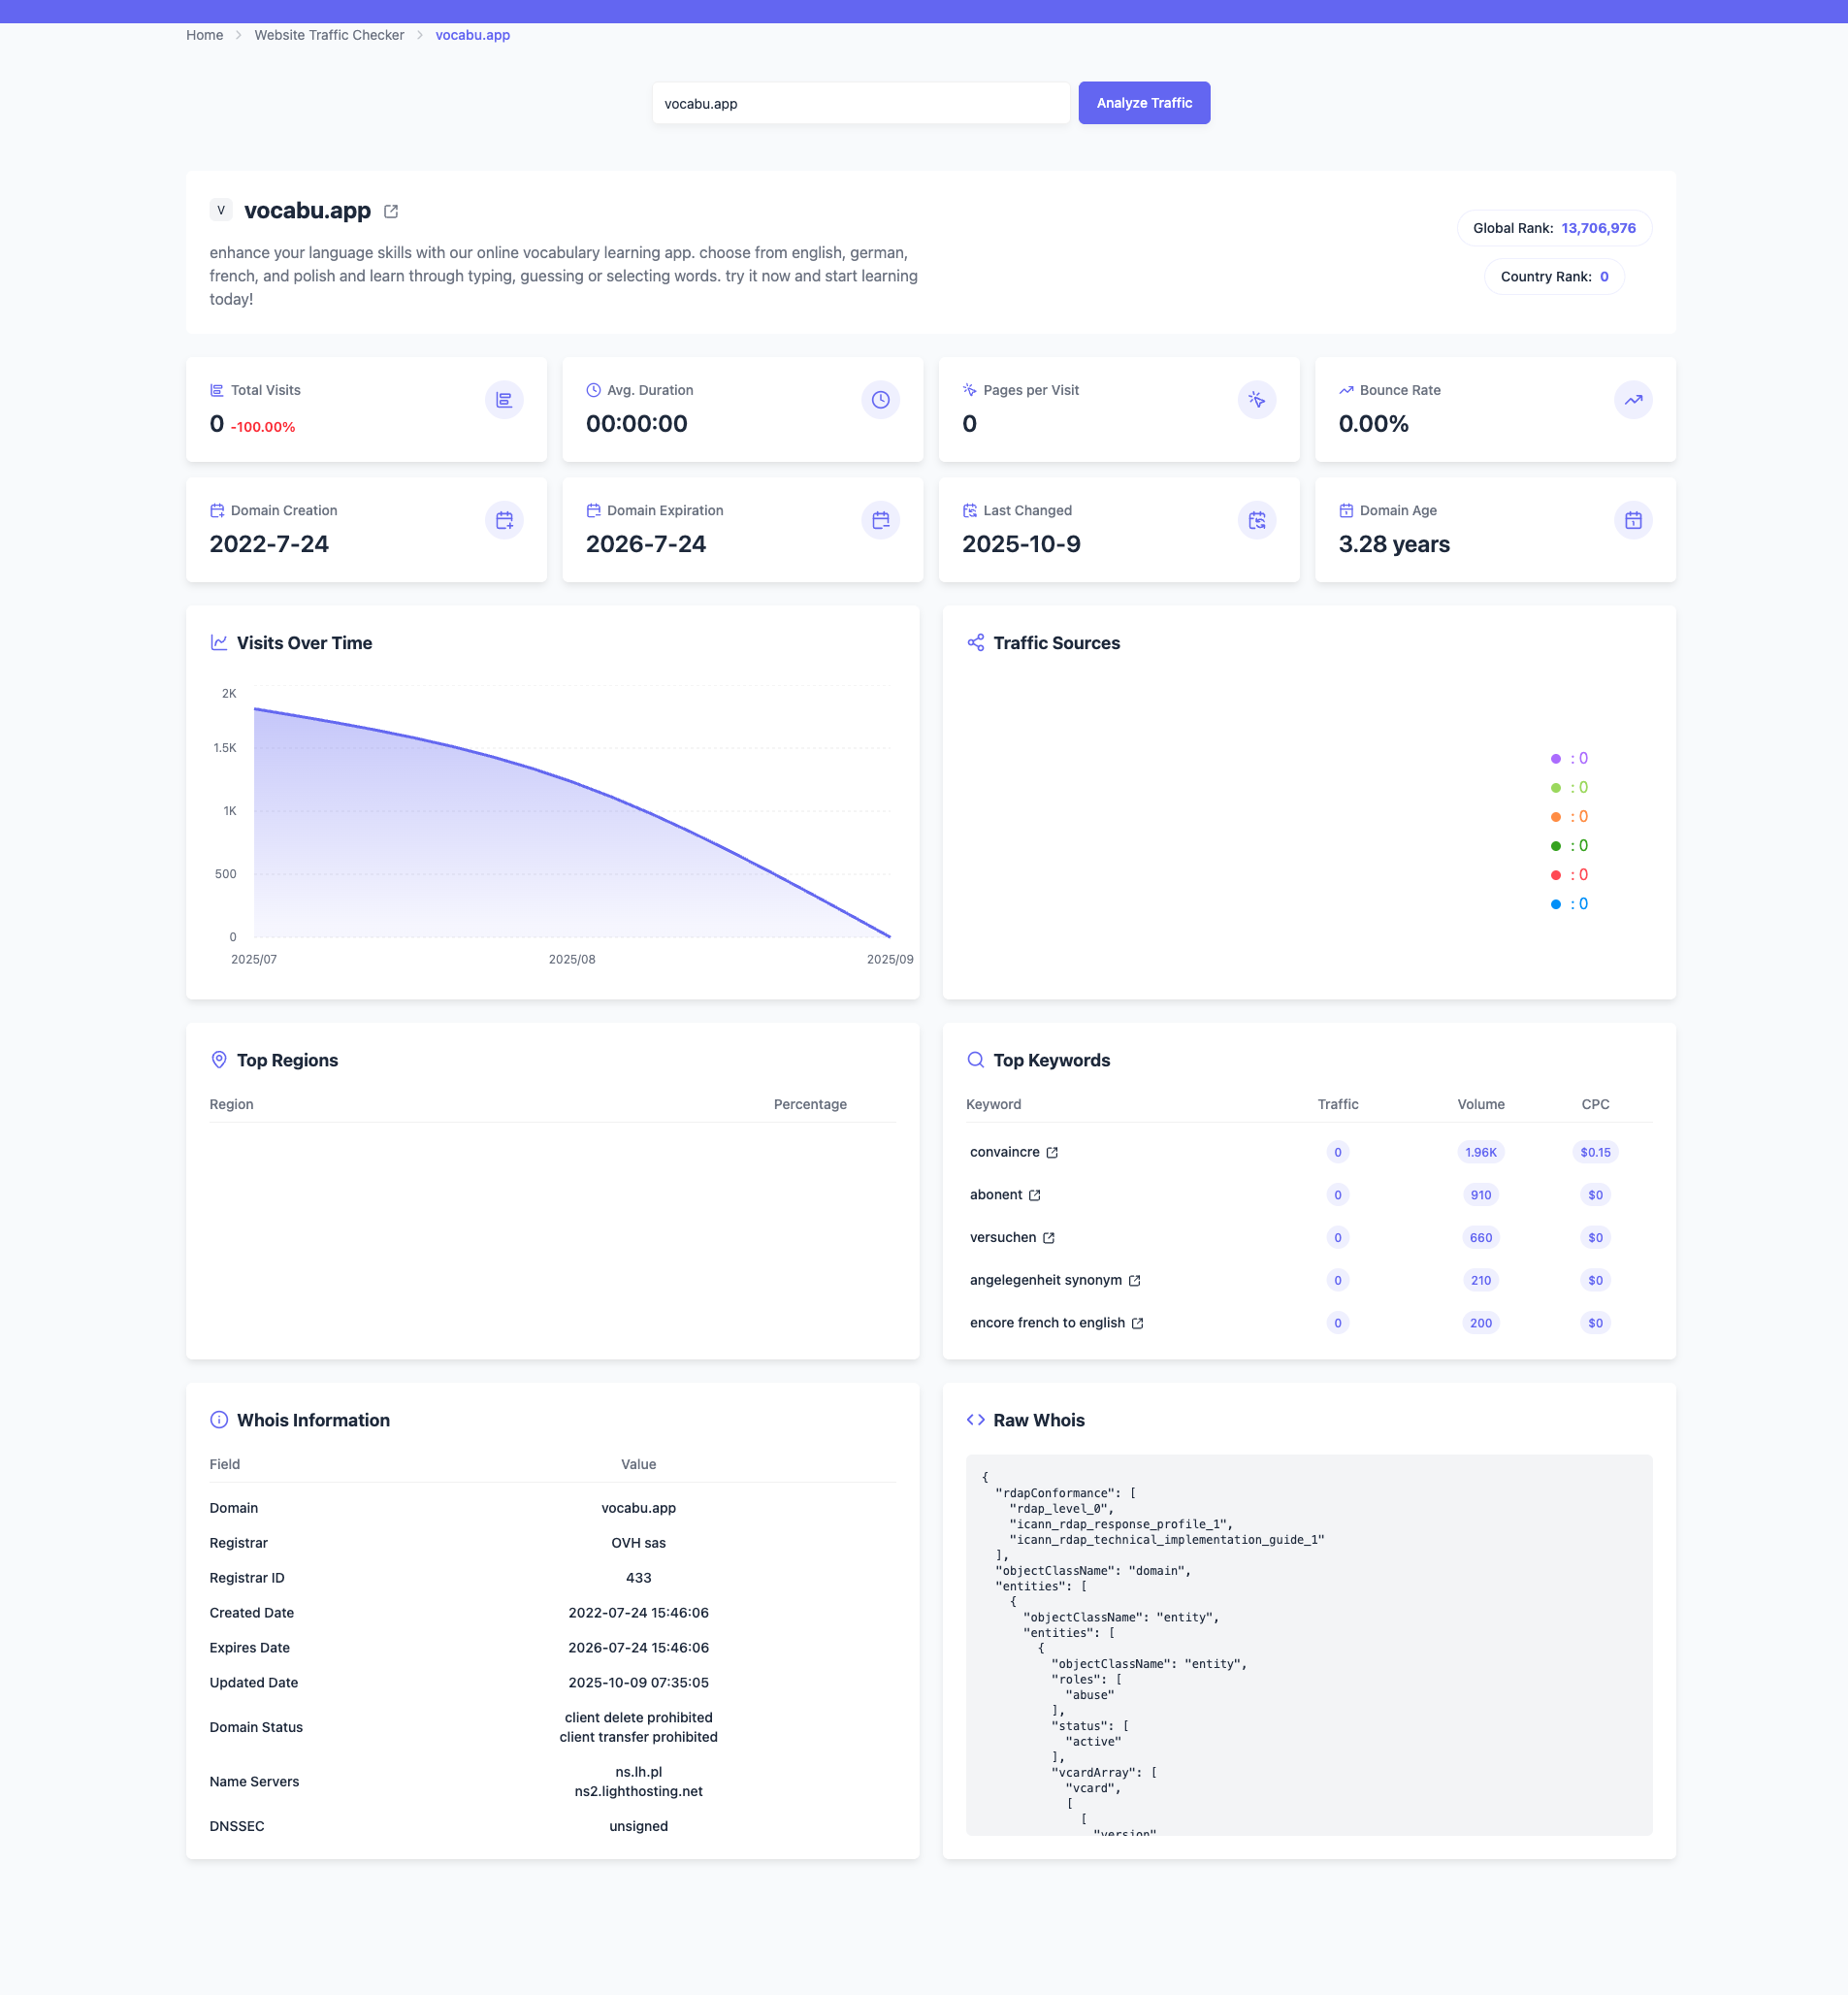 Home > Website Traffic Checker > vocabu.app
vocabu.app
Analyze Traffic
V vocabu.app
enhance your language skills with our online vocabulary learning app. choose from english, german,
french, and polish and learn through typing, guessing or selecting words. try it now and start learning
today!
Global Rank: 13,706,976
Country Rank: 0
Total Visits
0 -100.00%
Avg. Duration
00:00:00
Pages per Visit
0
Bounce Rate
0.00%
Domain Creation
2022-7-24
Domain Expiration
2026-7-24
Last Changed
2025-10-9
Domain Age
3.28 years
Visits Over Time
2K
1.5K
1K
500
0
2025/07 2025/08 2025/09
Traffic Sources
: 0
: 0
: 0
: 0
: 0
: 0
Top Regions
Region Percentage
Top Keywords
Keyword Traffic Volume CPC
convaincre 0 1.96K $0.15
abonent 0 910 $0
versuchen 0 660 $0
angelegenheit synonym 0 210 $0
encore french to english 0 200 $0
Whois Information
Field Value
Domain vocabu.app
Registrar OVH sas
Registrar ID 433
Created Date 2022-07-24 15:46:06
Expires Date 2026-07-24 15:46:06
Updated Date 2025-10-09 07:35:05
Domain Status client delete prohibited
client transfer prohibited
Name Servers ns.lh.pl
ns2.lighthosting.net
DNSSEC unsigned
Raw Whois
{
"rdapConformance": [
"rdap_level_0",
"icann_rdap_response_profile_1",
"icann_rdap_technical_implementation_guide_1"
],
"objectClassName": "domain",
"entities": [
{
"objectClassName": "entity",
"entities": [
{
"objectClassName": "entity",
"roles": [
"abuse"
],
"status": [
"active"
],
"vcardArray": [
"vcard",
[
[
"version"